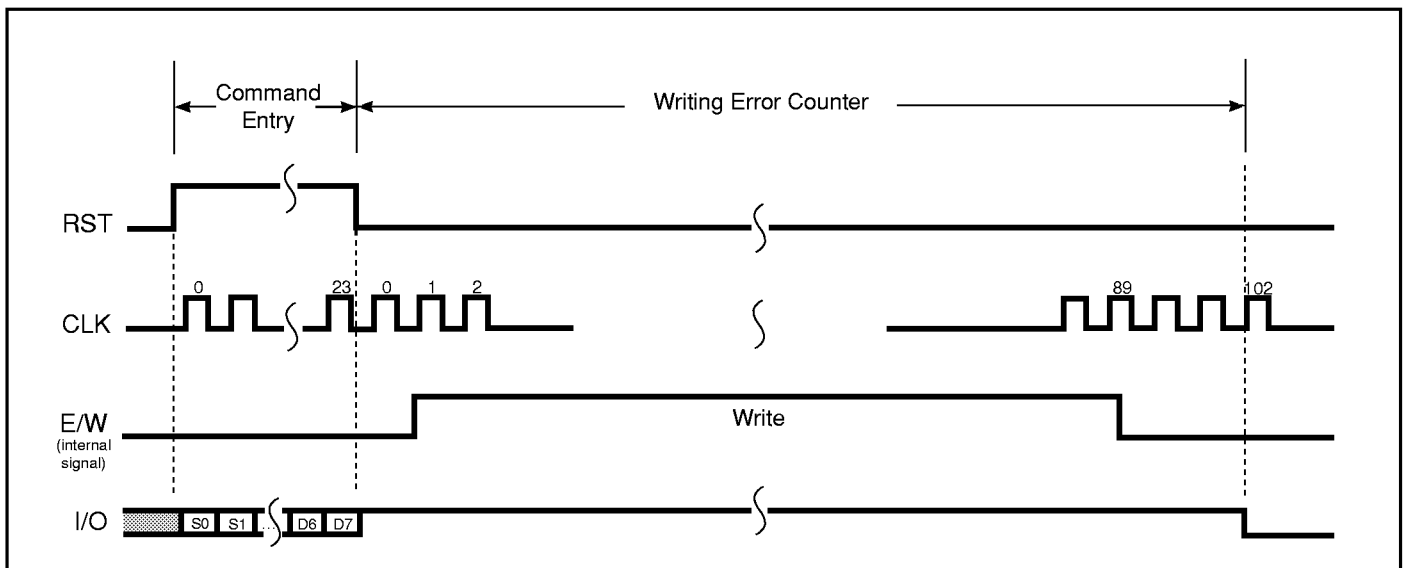 Command
Entry
Writing Error Counter
RST
0 23 0 1 2 89 102
CLK
E/W
(internal
signal)
Write
I/O
S0 S1 ... D6 D7